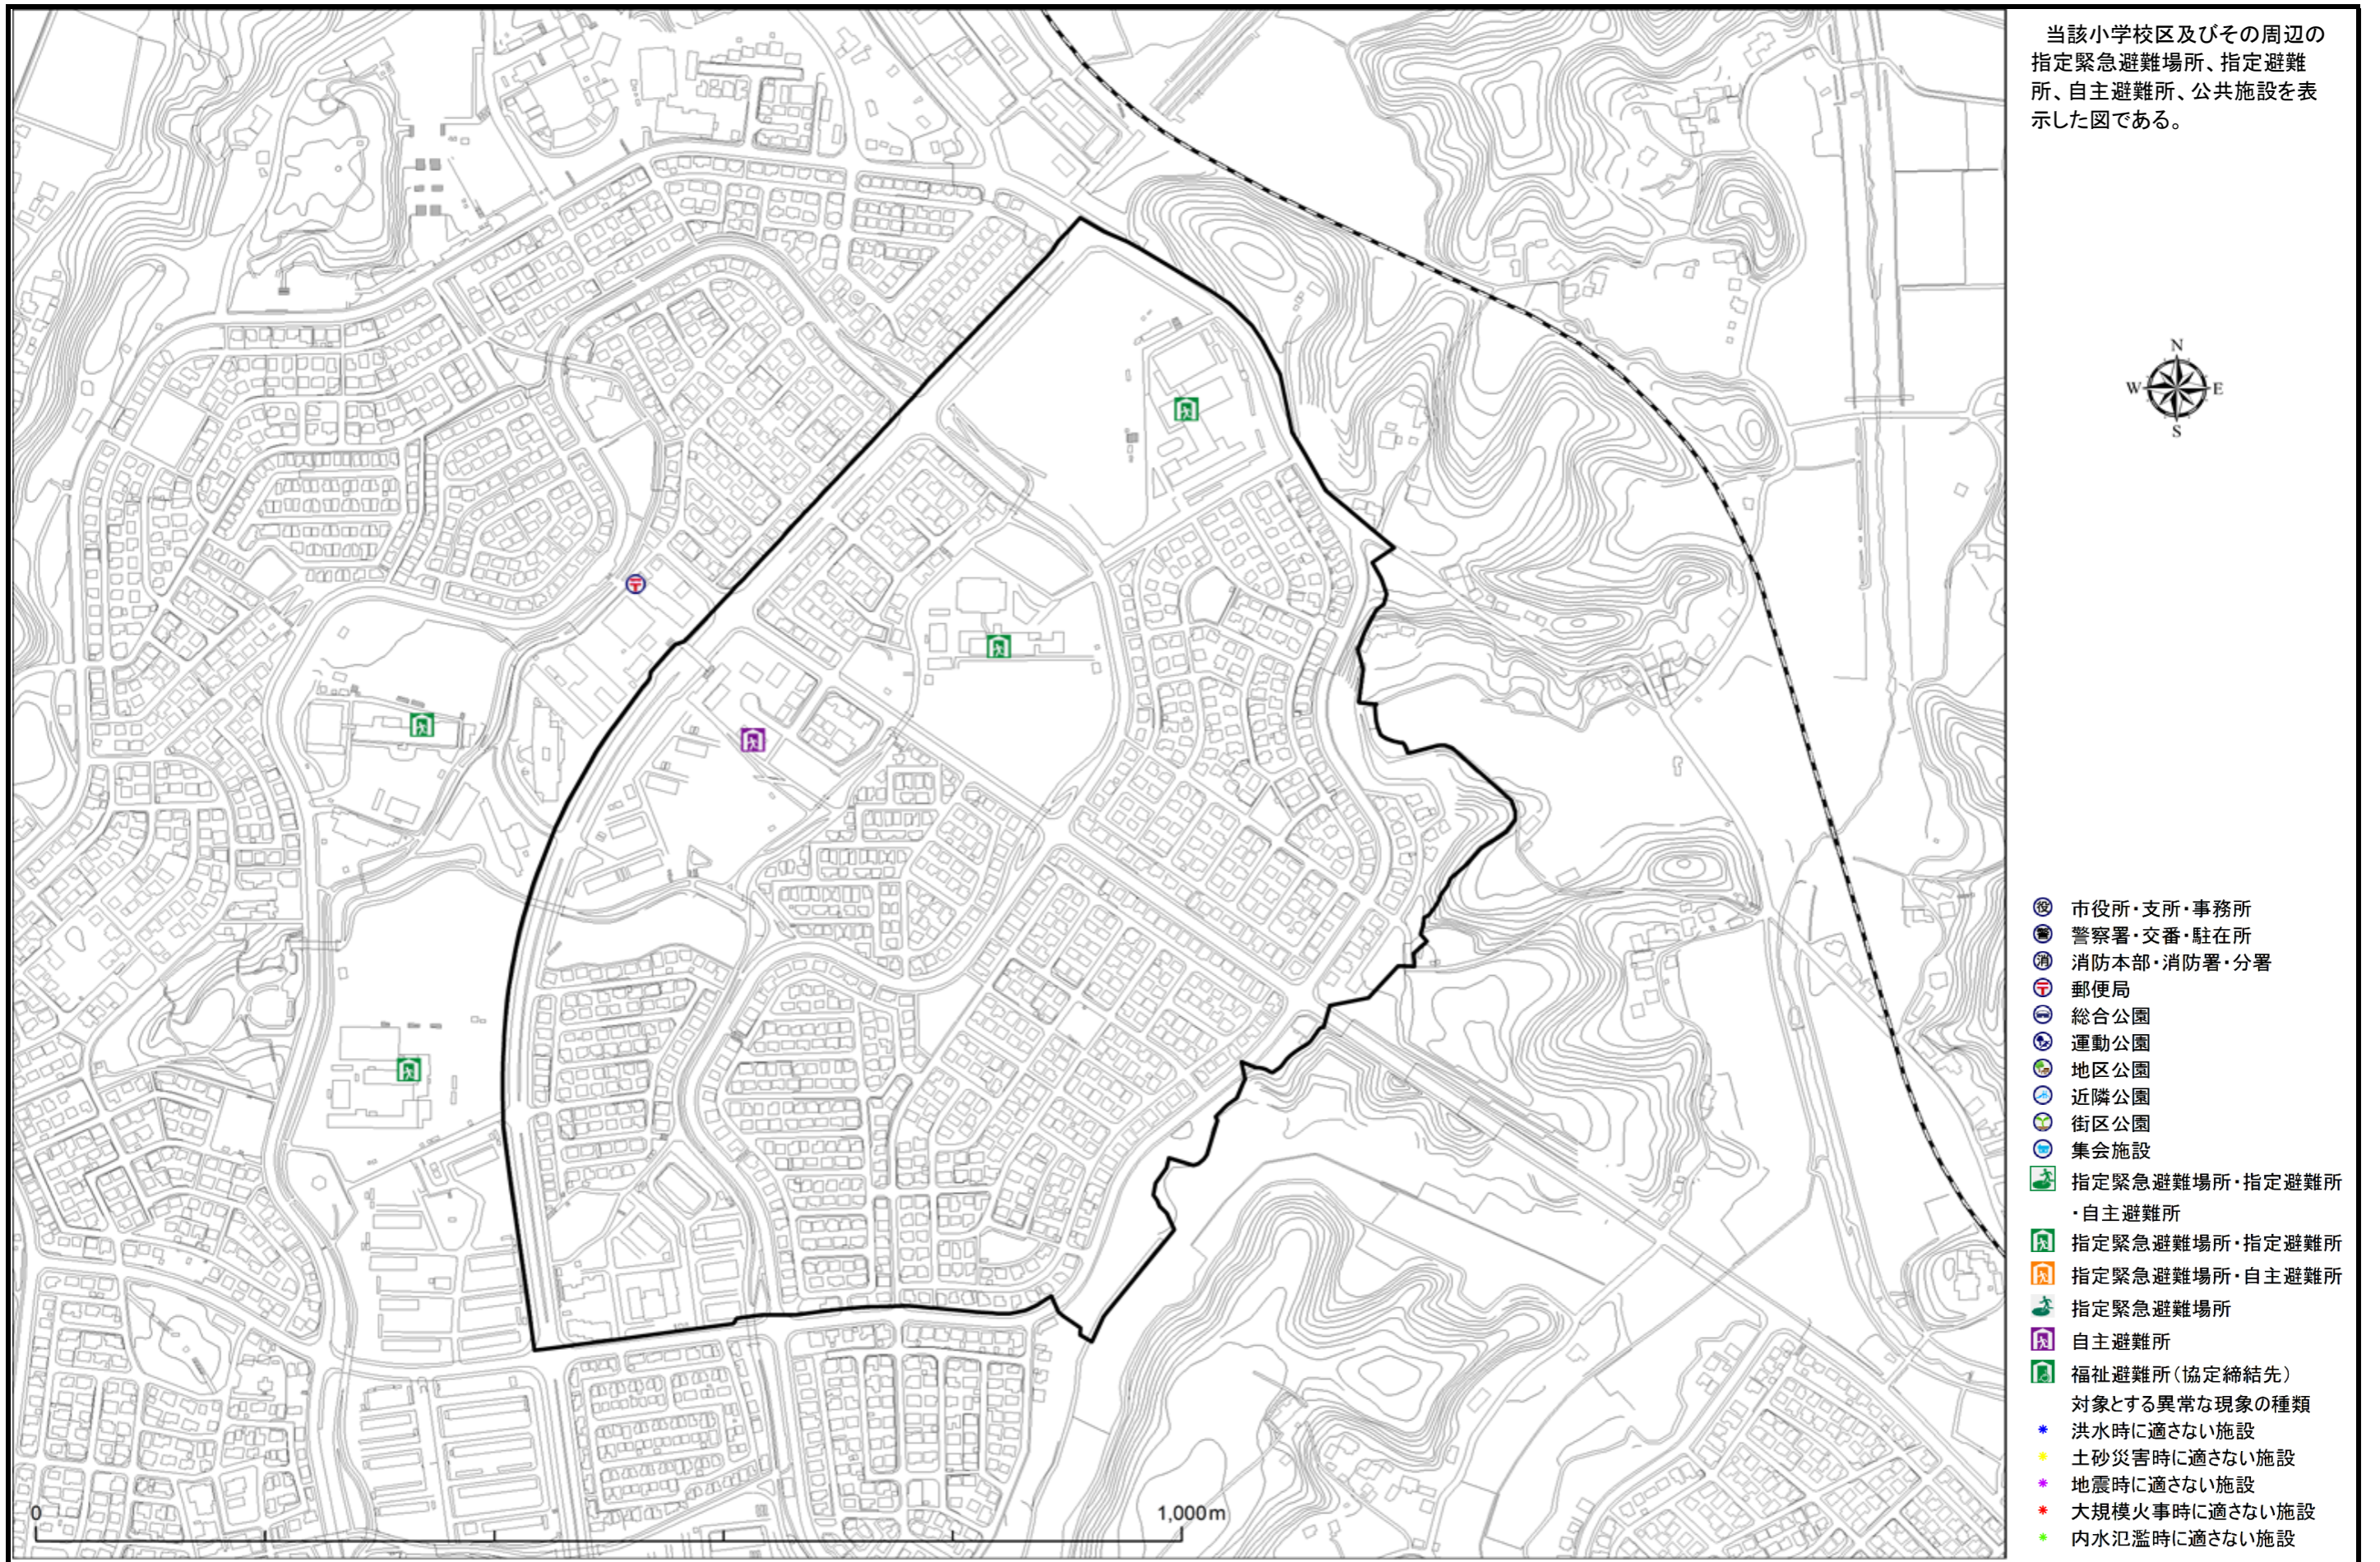 当該小学校区及びその周辺の
指定緊急避難場所、指定避難
所、自主避難所、公共施設を表
示した図である。
N
W E
S
役 市役所・支所・事務所
警察署・交番・駐在所
消 消防本部・消防署・分署
〒 郵便局
総合公園
運動公園
地区公園
近隣公園
街区公園
集会施設
指定緊急避難場所・指定避難所
・自主避難所
指定緊急避難場所・指定避難所
指定緊急避難場所・自主避難所
指定緊急避難場所
自主避難所
福祉避難所（協定締結先）
対象とする異常な現象の種類
* 洪水時に適さない施設
* 土砂災害時に適さない施設
* 地震時に適さない施設
* 大規模火事時に適さない施設
* 内水氾濫時に適さない施設
〒
0 1,000m